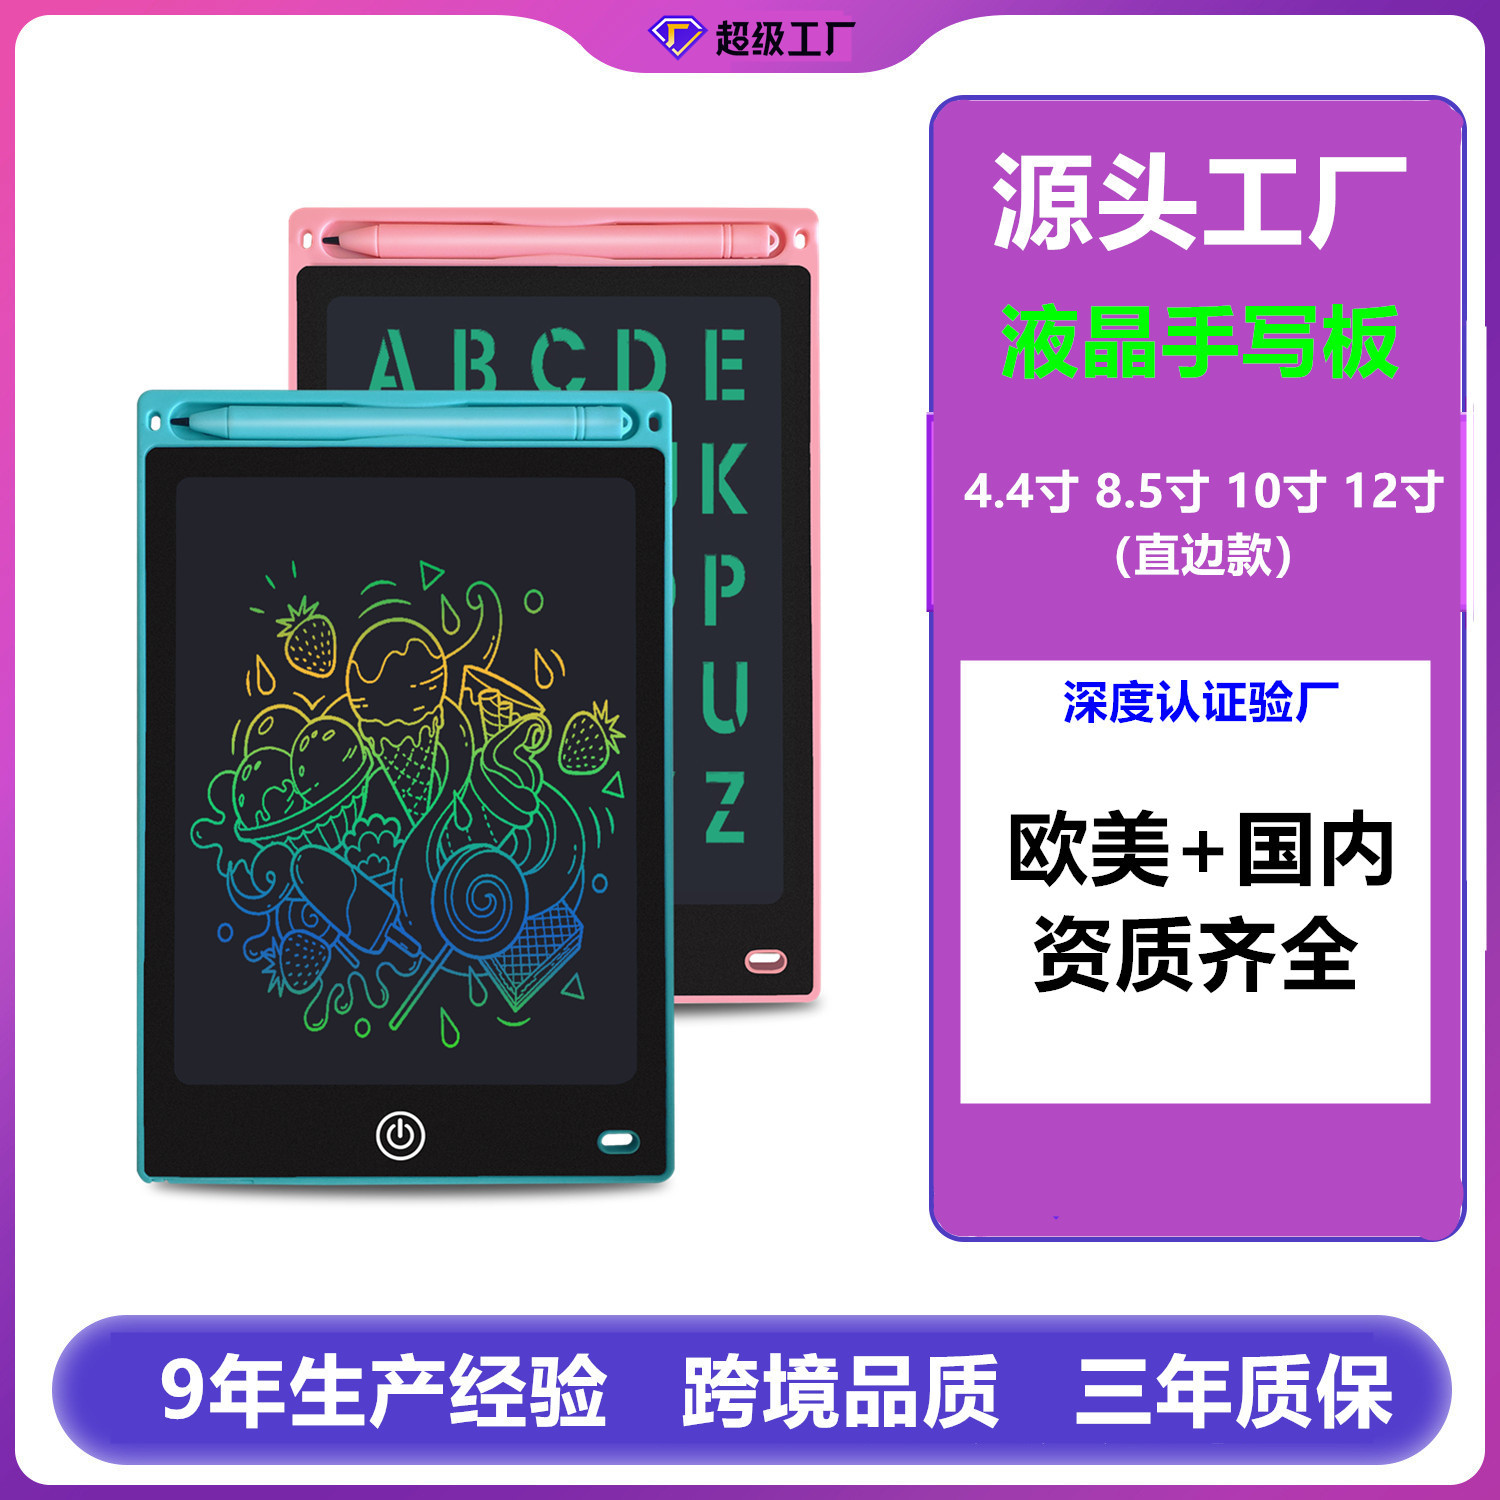 超级工厂
源头工厂
液晶手写板
4.4寸 8.5寸 10寸 12寸
（直边款）
深度认证验厂
欧美+国内
资质齐全
A B C D E
K
P
U
Z
9年生产经验 跨境品质 三年质保